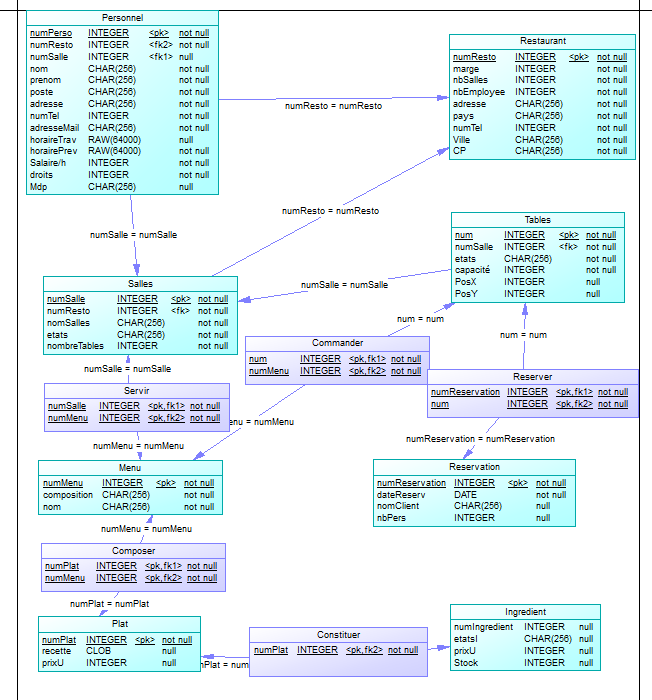 Personnel
numPerso INTEGER <pk> not null
numResto INTEGER <fk2> not null
numSalle INTEGER <fk1> null
nom CHAR(256) not null
prenom CHAR(256) not null
poste CHAR(256) not null
adresse CHAR(256) not null
numTel INTEGER not null
adresseMail CHAR(256) not null
horaireTrav RAW(64000) null
horairePrev RAW(64000) not null
Salaire/h INTEGER not null
droits INTEGER not null
Mdp CHAR(256) null
Restaurant
numResto INTEGER <pk> not null
marge INTEGER not null
nbSalles INTEGER not null
nbEmployee INTEGER not null
adresse CHAR(256) not null
pays CHAR(256) not null
numTel INTEGER not null
Ville CHAR(256) not null
CP CHAR(256) not null
numResto = numResto
numResto = numResto
numSalle = numSalle
Tables
num INTEGER <pk> not null
numSalle INTEGER <fk> not null
etats CHAR(256) not null
capacité INTEGER not null
PosX INTEGER null
PosY INTEGER null
Salles
numSalle INTEGER <pk> not null
numResto INTEGER <fk> not null
nomSalles CHAR(256) not null
etats CHAR(256) not null
nombreTables INTEGER not null
numSalle = numSalle
num = num
num = num
Commander
num INTEGER <pk,fk1> not null
numMenu INTEGER <pk,fk2> not null
numSalle = numSalle
Reserver
numReservation INTEGER <pk,fk1> not null
num INTEGER <pk,fk2> not null
Servir
numSalle INTEGER <pk,fk1> not null
numMenu INTEGER <pk,fk2> not null
enu = numMenu
numMenu = numMenu
numReservation = numReservation
Menu
numMenu INTEGER <pk> not null
composition CHAR(256) not null
nom CHAR(256) not null
Reservation
numReservation INTEGER <pk> not null
dateReserv DATE not null
nomClient CHAR(256) null
nbPers INTEGER null
numMenu = numMenu
Composer
numPlat INTEGER <pk,fk1> not null
numMenu INTEGER <pk,fk2> not null
numPlat = numPlat
Plat
numPlat INTEGER <pk> not null
recette CLOB null
prixU INTEGER null
Constituer
numPlat INTEGER <pk,fk2> not null
nPlat = num
Ingredient
numIngredient INTEGER null
etatsI CHAR(256) null
prixU INTEGER null
Stock INTEGER null